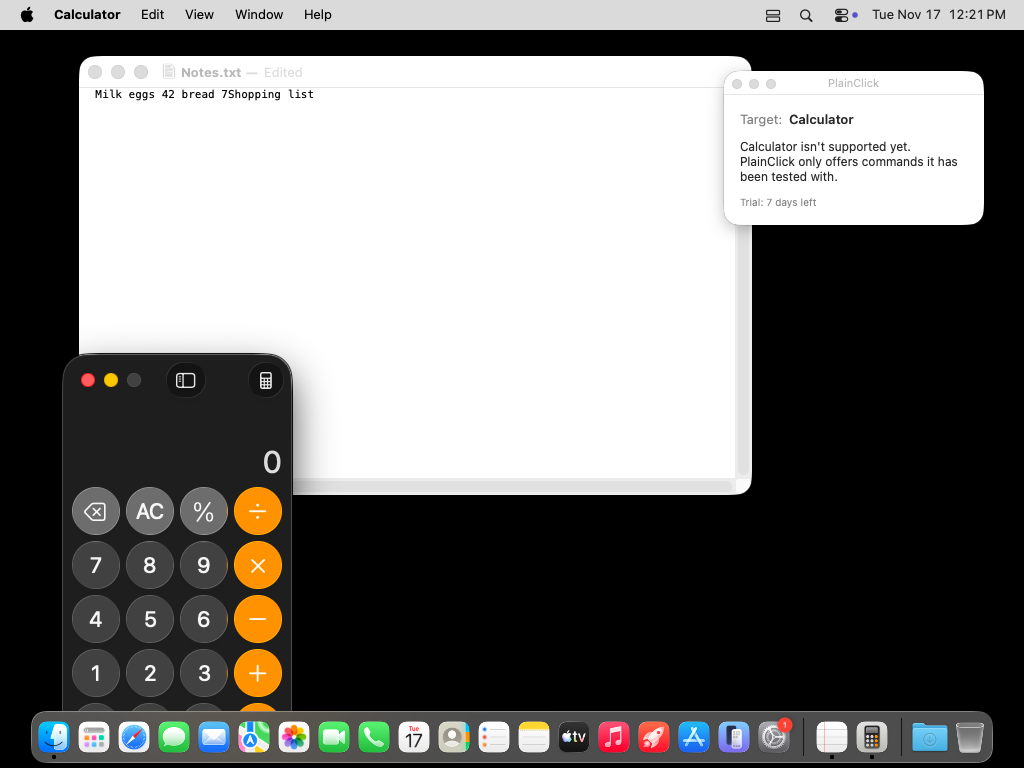 Calculator Edit View Window Help Tue Nov 17 12:21 PM
Notes.txt — Edited
Milk eggs 42 bread 7Shopping list
PlainClick
Target: Calculator
Calculator isn't supported yet.
PlainClick only offers commands it has
been tested with.
Trial: 7 days left
0
AC % ÷
7 8 9 ×
4 5 6 −
1 2 3 +
Tue
17
tv
1